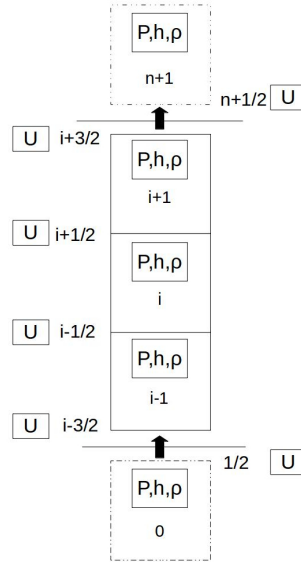 P,h,ρ
n+1
n+1/2 U
U i+3/2
P,h,ρ
i+1
U i+1/2
P,h,ρ
i
U i-1/2
P,h,ρ
i-1
U i-3/2
1/2 U
P,h,ρ
0